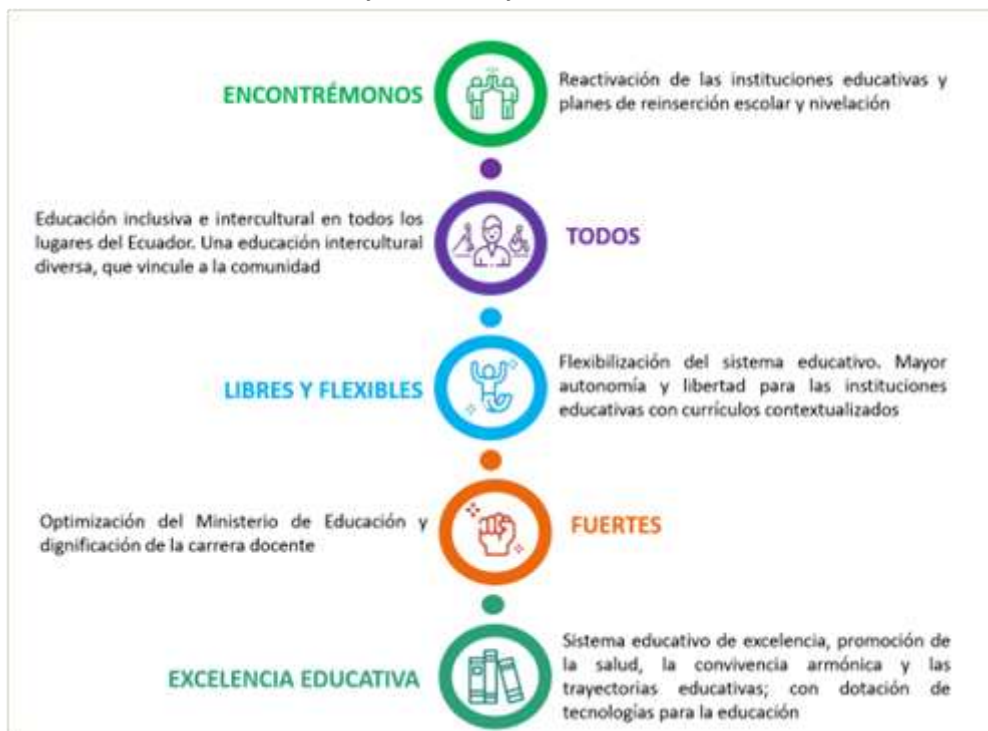 ENCONTRÉMONOS
Reactivación de las instituciones educativas y
planes de reinserción escolar y nivelación
Educación inclusiva e intercultural en todos los
lugares del Ecuador. Una educación intercultural
diversa, que vincule a la comunidad
TODOS
LIBRES Y FLEXIBLES
Flexibilización del sistema educativo. Mayor
autonomía y libertad para las instituciones
educativas con currículos contextualizados
Optimización del Ministerio de Educación y
dignificación de la carrera docente
FUERTES
EXCELENCIA EDUCATIVA
Sistema educativo de excelencia, promoción de
la salud, la convivencia armónica y las
trayectorias educativas; con dotación de
tecnologías para la educación